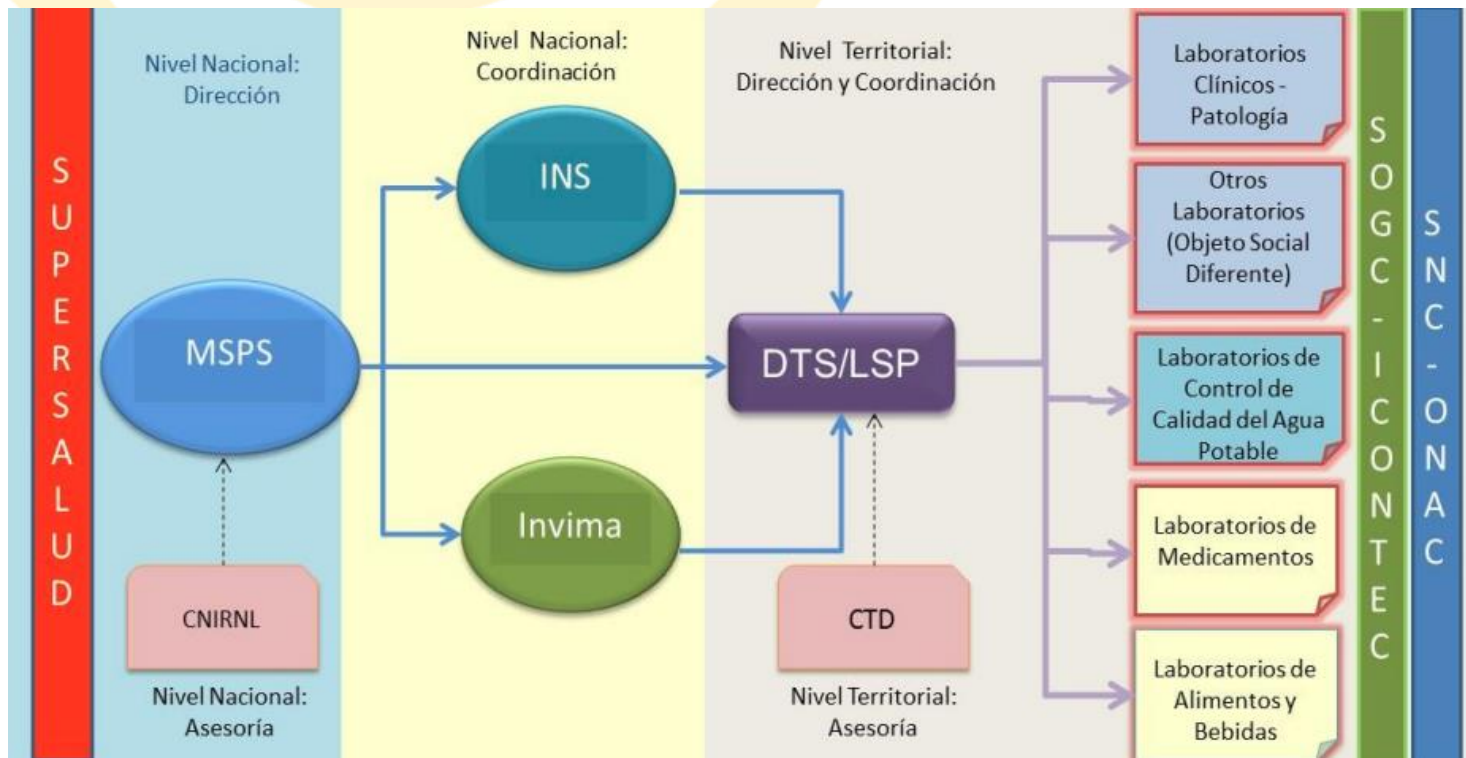 SUPERSALUD
Nivel Nacional:
Dirección
MSPS
CNIRNL
Nivel Nacional:
Asesoría
Nivel Nacional:
Coordinación
INS
Invima
Nivel Territorial:
Dirección y Coordinación
DTS/LSP
CTD
Nivel Territorial:
Asesoría
Laboratorios
Clínicos -
Patología
Otros
Laboratorios
(Objeto Social
Diferente)
Laboratorios de
Control de
Calidad del Agua
Potable
Laboratorios de
Medicamentos
Laboratorios de
Alimentos y
Bebidas
SOGC-ICONTEC
SNC-ONAC